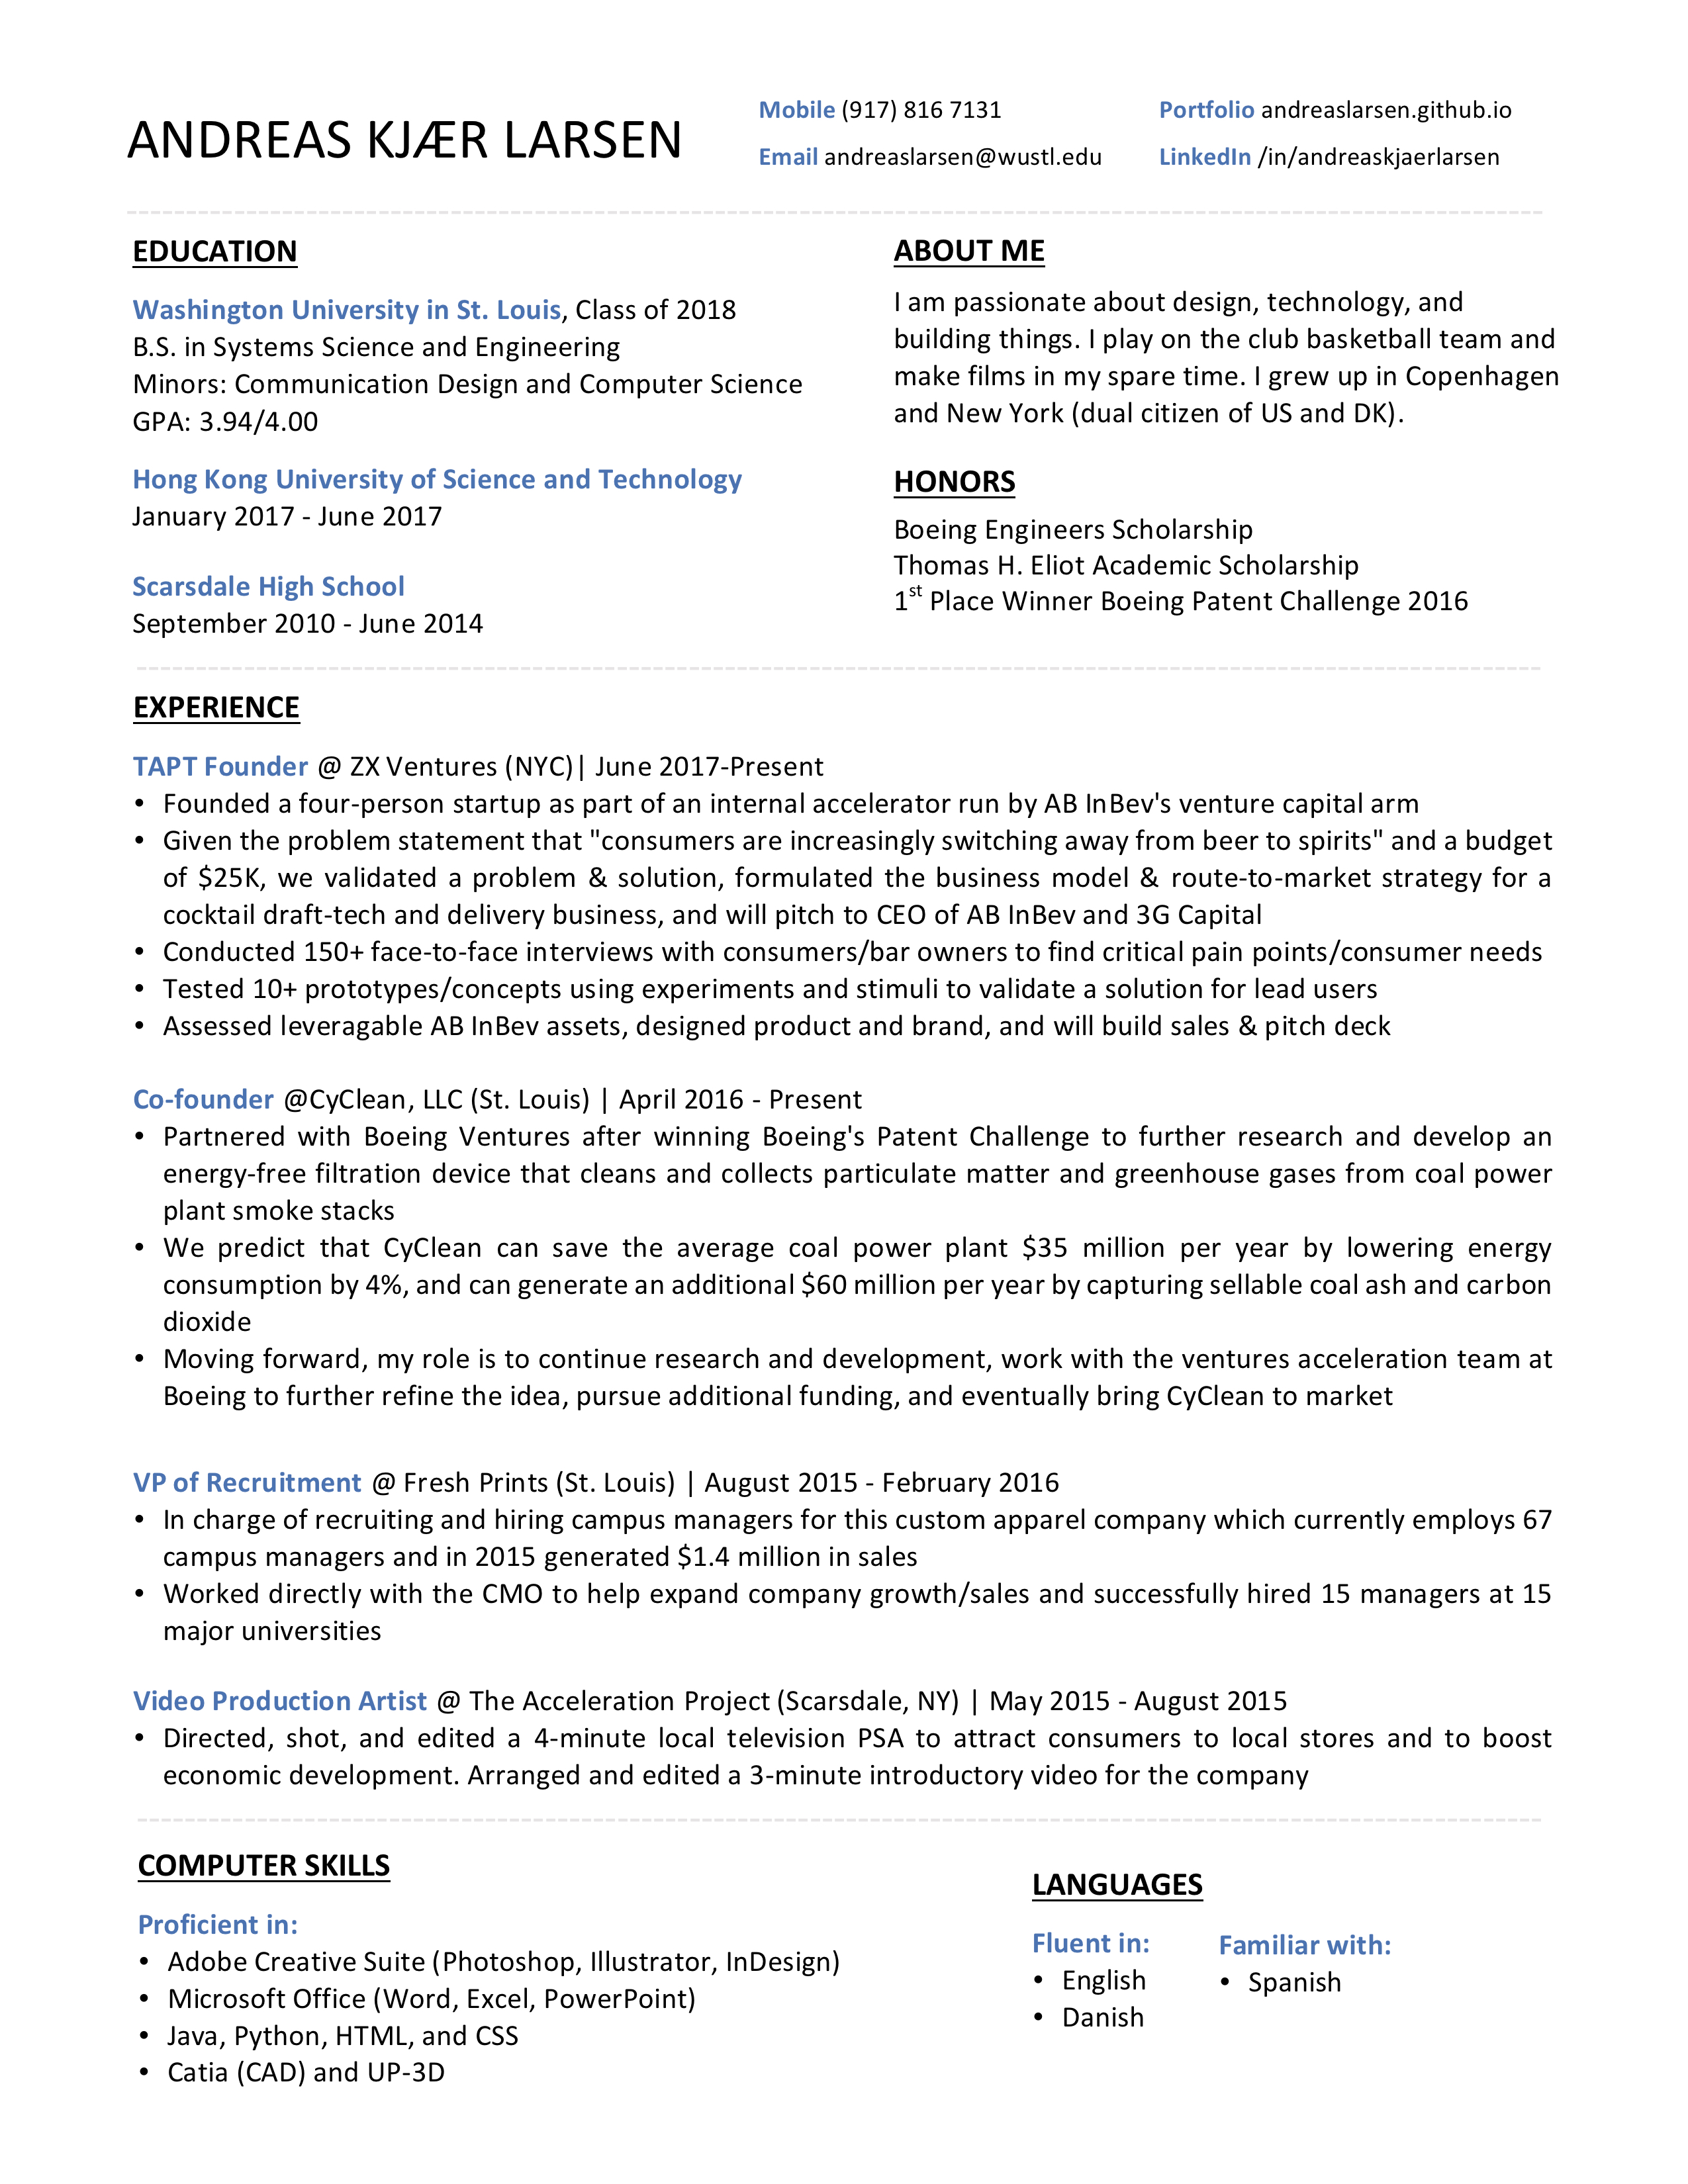 ANDREAS KJÆR LARSEN
Mobile (917) 816 7131
Email andreaslarsen@wustl.edu
Portfolio andreaslarsen.github.io
LinkedIn /in/andreaskjaerlarsen
EDUCATION
Washington University in St. Louis, Class of 2018
B.S. in Systems Science and Engineering
Minors: Communication Design and Computer Science
GPA: 3.94/4.00
Hong Kong University of Science and Technology
January 2017 - June 2017
Scarsdale High School
September 2010 - June 2014
ABOUT ME
I am passionate about design, technology, and
building things. I play on the club basketball team and
make films in my spare time. I grew up in Copenhagen
and New York (dual citizen of US and DK).
HONORS
Boeing Engineers Scholarship
Thomas H. Eliot Academic Scholarship
1st Place Winner Boeing Patent Challenge 2016
EXPERIENCE
TAPT Founder @ ZX Ventures (NYC)| June 2017-Present
• Founded a four-person startup as part of an internal accelerator run by AB InBev's venture capital arm
• Given the problem statement that "consumers are increasingly switching away from beer to spirits" and a budget
of $25K, we validated a problem & solution, formulated the business model & route-to-market strategy for a
cocktail draft-tech and delivery business, and will pitch to CEO of AB InBev and 3G Capital
• Conducted 150+ face-to-face interviews with consumers/bar owners to find critical pain points/consumer needs
• Tested 10+ prototypes/concepts using experiments and stimuli to validate a solution for lead users
• Assessed leveragable AB InBev assets, designed product and brand, and will build sales & pitch deck
Co-founder @CyClean, LLC (St. Louis) | April 2016 - Present
• Partnered with Boeing Ventures after winning Boeing's Patent Challenge to further research and develop an
energy-free filtration device that cleans and collects particulate matter and greenhouse gases from coal power
plant smoke stacks
• We predict that CyClean can save the average coal power plant $35 million per year by lowering energy
consumption by 4%, and can generate an additional $60 million per year by capturing sellable coal ash and carbon
dioxide
• Moving forward, my role is to continue research and development, work with the ventures acceleration team at
Boeing to further refine the idea, pursue additional funding, and eventually bring CyClean to market
VP of Recruitment @ Fresh Prints (St. Louis) | August 2015 - February 2016
• In charge of recruiting and hiring campus managers for this custom apparel company which currently employs 67
campus managers and in 2015 generated $1.4 million in sales
• Worked directly with the CMO to help expand company growth/sales and successfully hired 15 managers at 15
major universities
Video Production Artist @ The Acceleration Project (Scarsdale, NY) | May 2015 - August 2015
• Directed, shot, and edited a 4-minute local television PSA to attract consumers to local stores and to boost
economic development. Arranged and edited a 3-minute introductory video for the company
COMPUTER SKILLS
Proficient in:
• Adobe Creative Suite (Photoshop, Illustrator, InDesign)
• Microsoft Office (Word, Excel, PowerPoint)
• Java, Python, HTML, and CSS
• Catia (CAD) and UP-3D
LANGUAGES
Fluent in:
• English
• Danish
Familiar with:
• Spanish